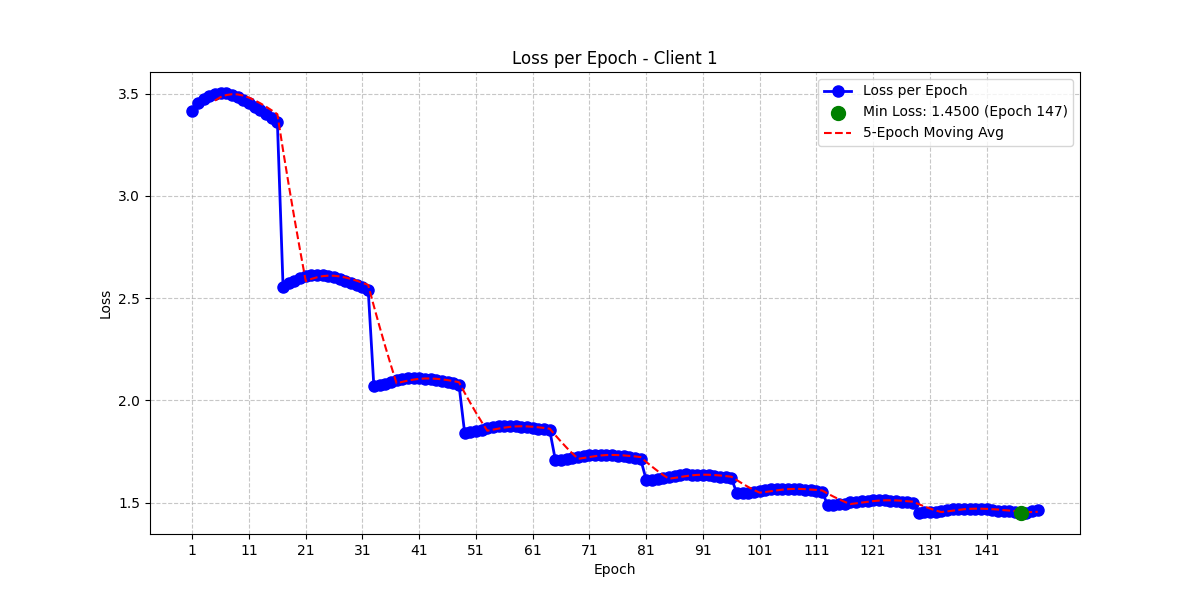 Loss per Epoch - Client 1
Loss per Epoch
Min Loss: 1.4500 (Epoch 147)
5-Epoch Moving Avg
Loss
3.5
3.0
2.5
2.0
1.5
1 11 21 31 41 51 61 71 81 91 101 111 121 131 141
Epoch